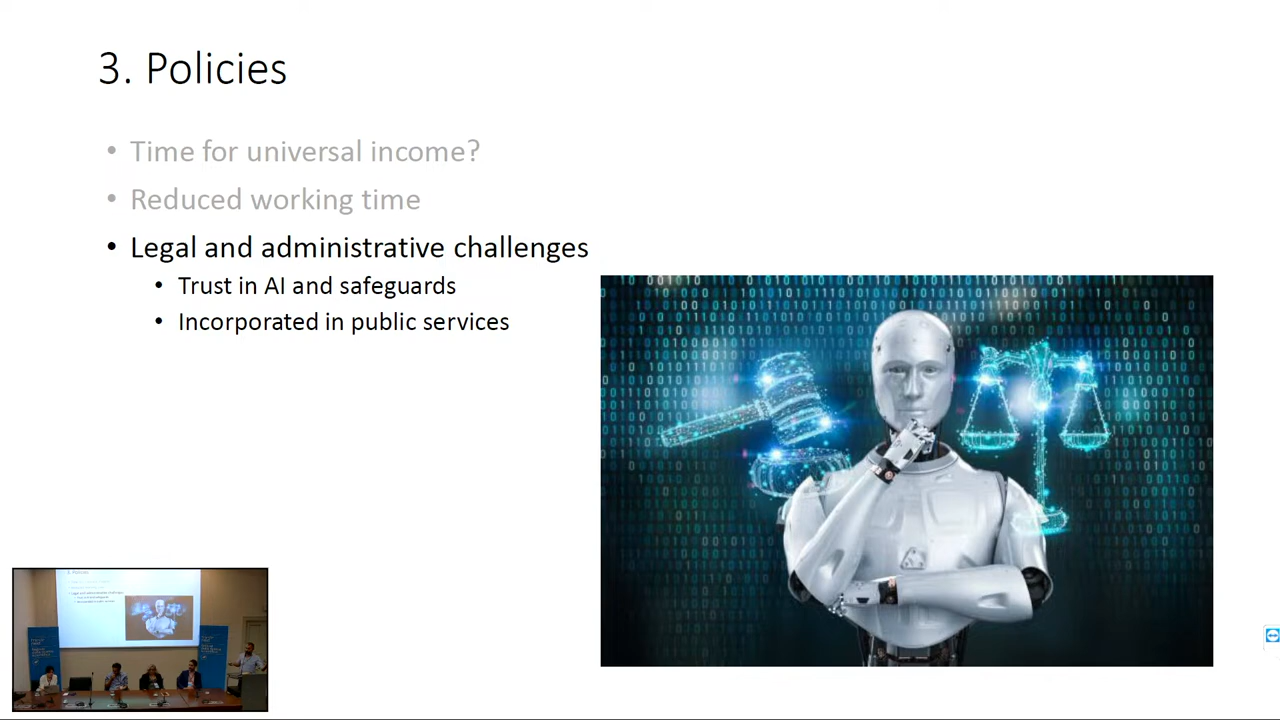 3. Policies
• Time for universal income?
• Reduced working time
• Legal and administrative challenges
• Trust in AI and safeguards
• Incorporated in public services